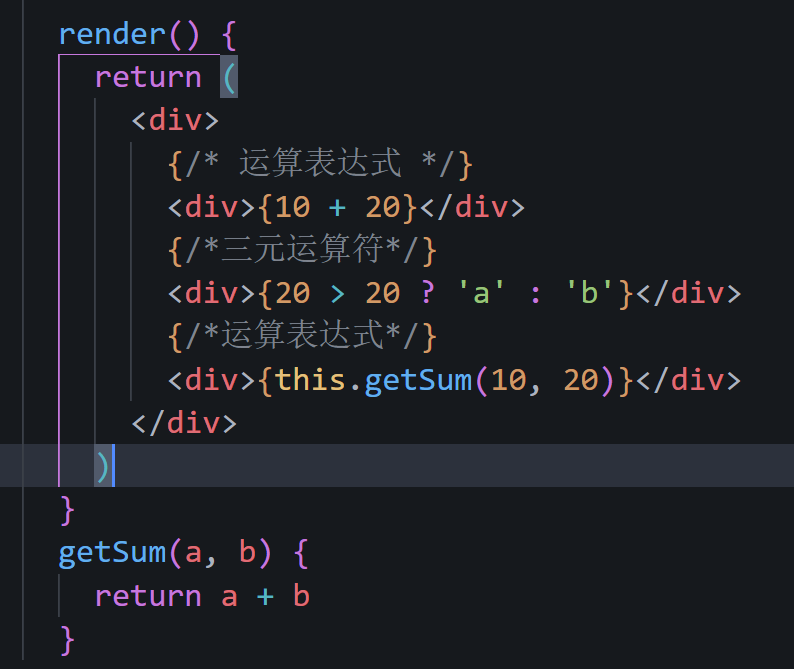 render() {
return (
<div>
{/* 运算表达式 */}
<div>{10 + 20}</div>
{/*三元运算符*/}
<div>{20 > 20 ? 'a' : 'b'}</div>
{/*运算表达式*/}
<div>{this.getSum(10, 20)}</div>
</div>
)
}
getSum(a, b) {
return a + b
}